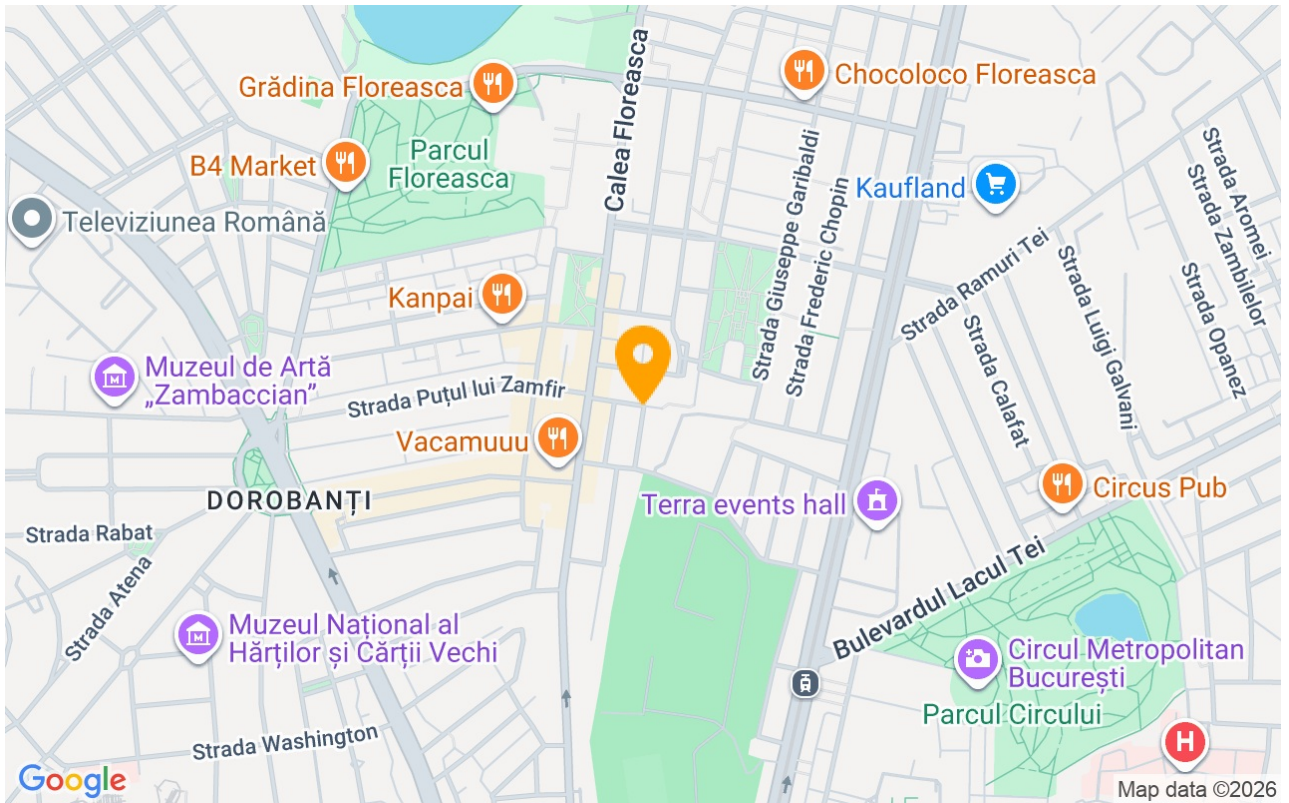 Grădina Floreasca
Chocoloco Floreasca
Calea Floreasca
B4 Market
Parcul
Floreasca
Strada Giuseppe Garibaldi
Strada Frederic Chopin
Kaufland
Strada Aromei
Strada Zambilelor
Strada Opanez
Televiziunea Română
Strada Ramuri Tei
Strada Luigi Galvani
Strada Calafat
Kanpai
Muzeul de Artă
„Zambaccian”
Strada Puțul lui Zamfir
Vacamuuu
DOROBANȚI
Terra events hall
Circus Pub
Strada Rabat
Strada Atena
Bulevardul Lacul Tei
Muzeul Național al
Hărților și Cărții Vechi
Circul Metropolitan
București
Parcul Circului
H
Strada Washington
Google
Map data ©2026